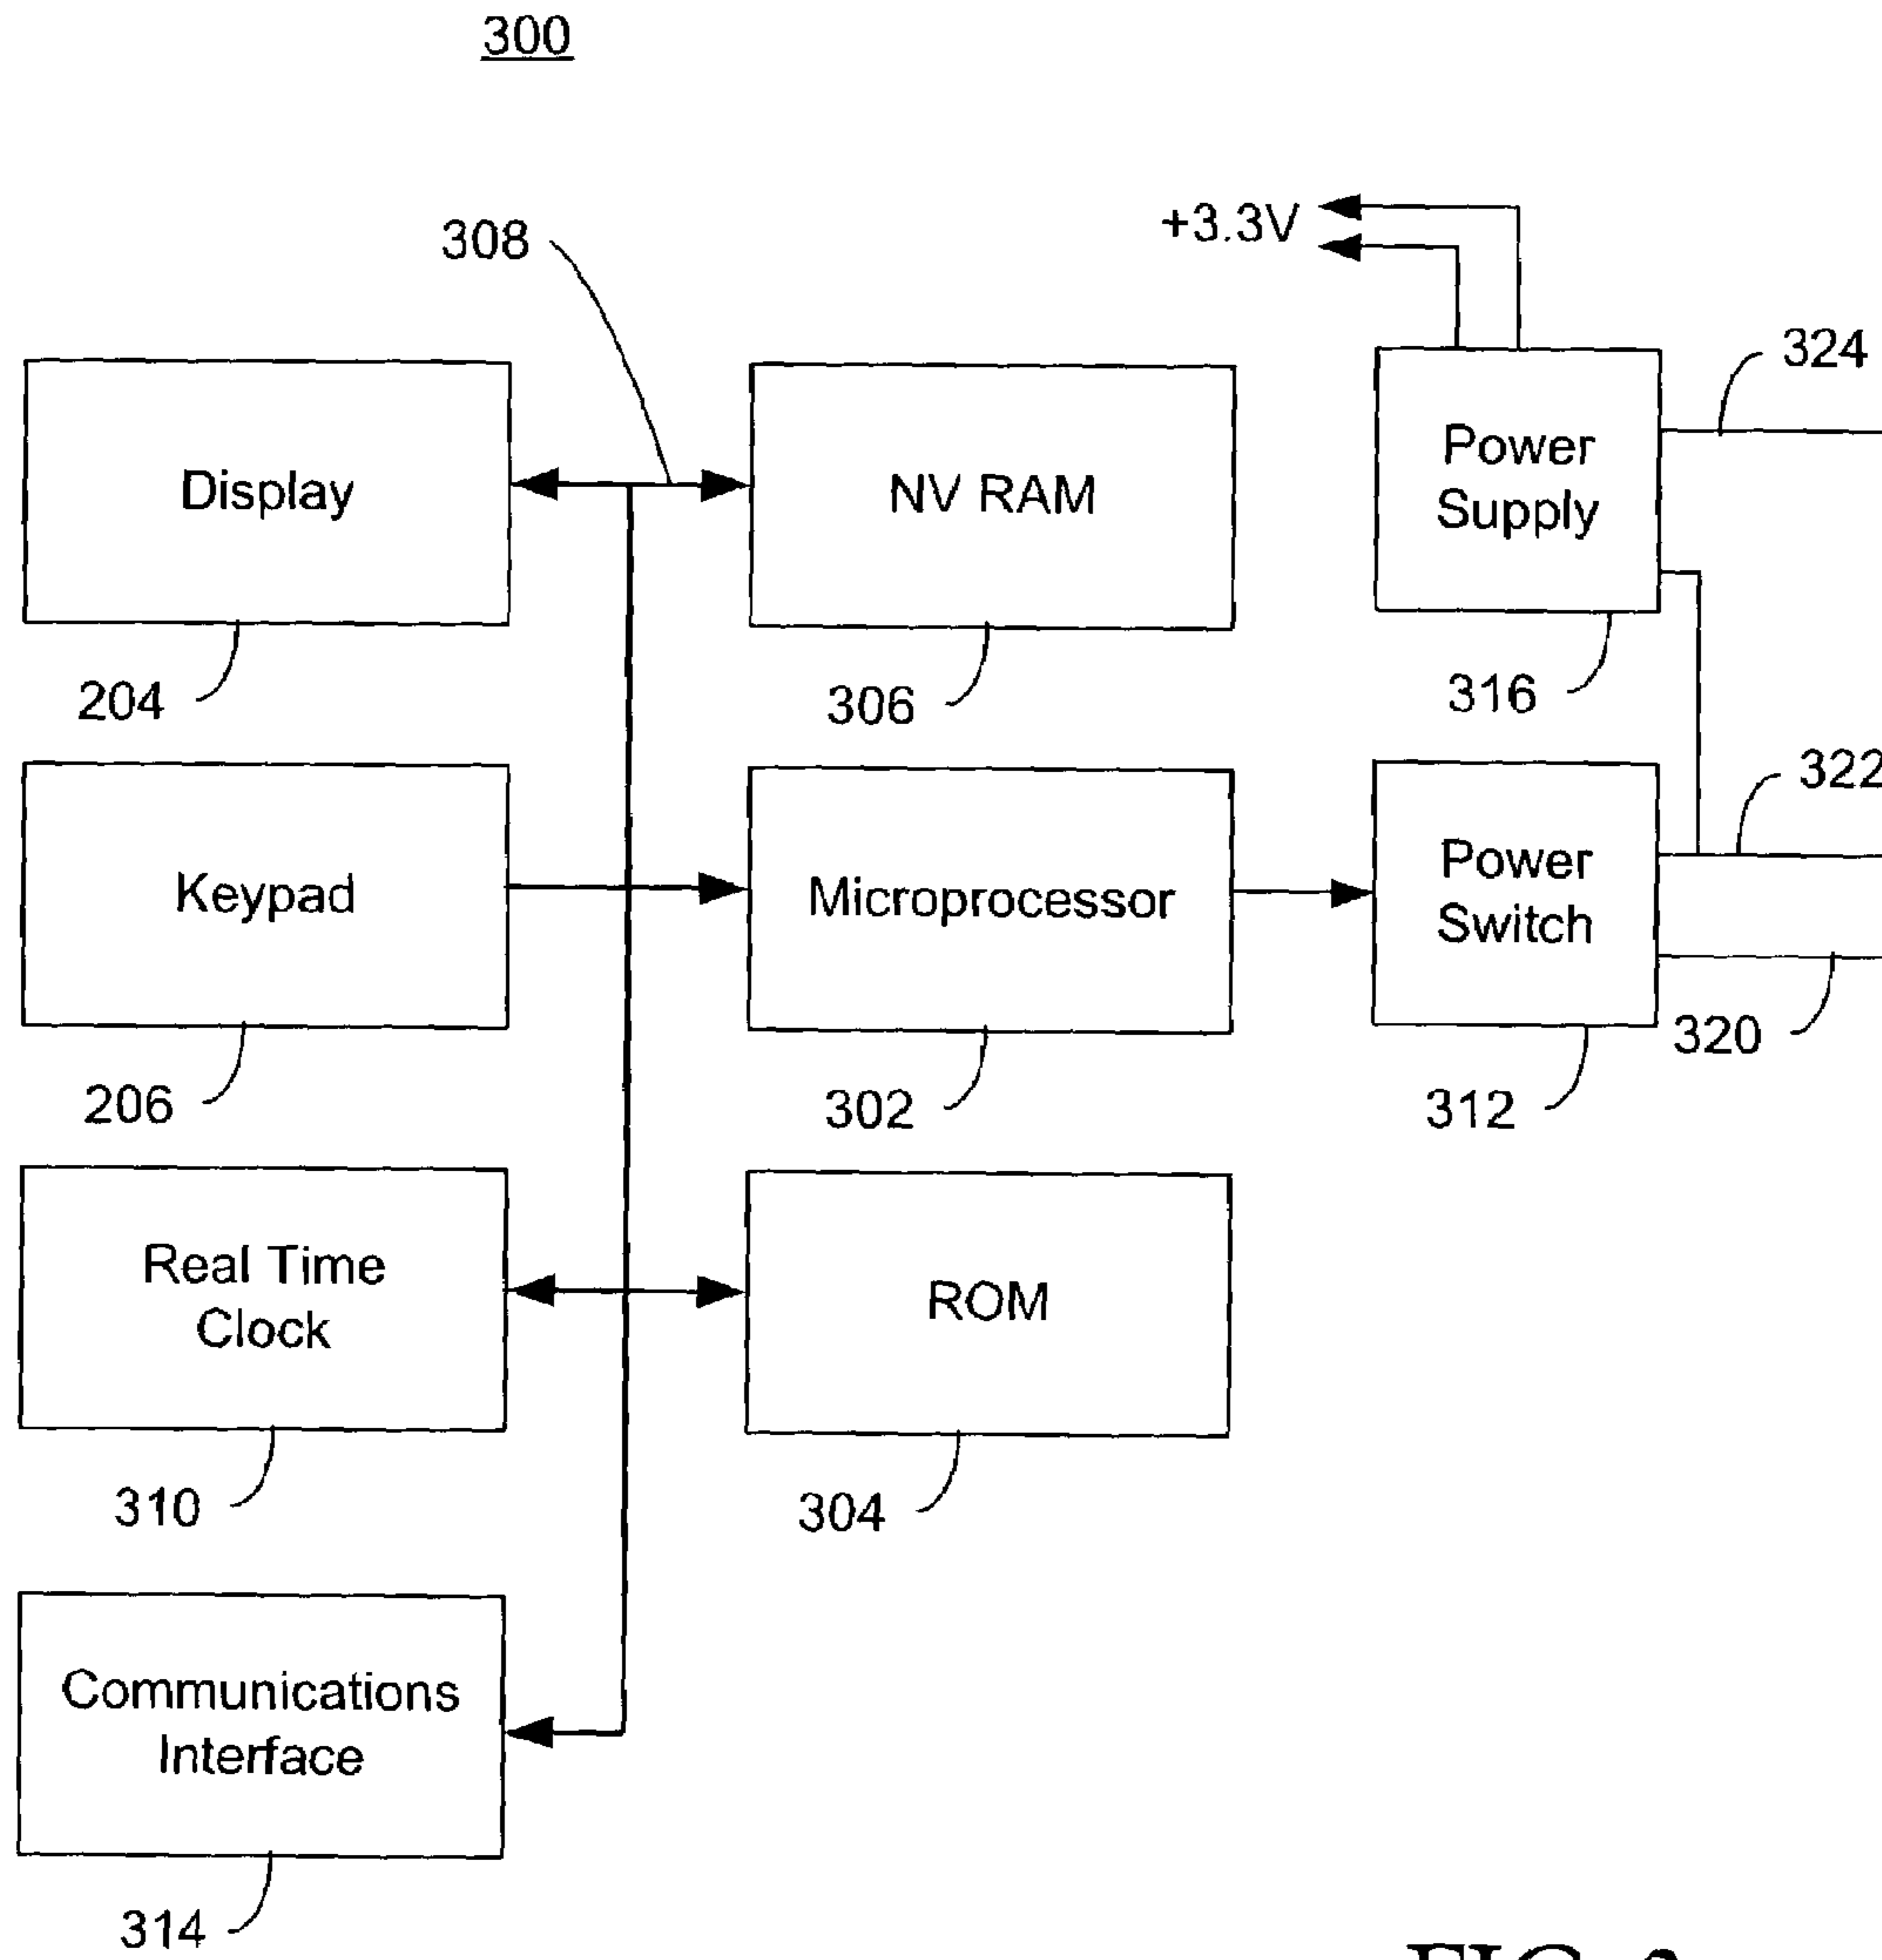 300
+3.3V
308
324
Display
NV RAM
Power
Supply
204
306
316
322
Keypad
Microprocessor
Power
Switch
206
302
312
320
Real Time
Clock
ROM
310
304
Communications
Interface
314